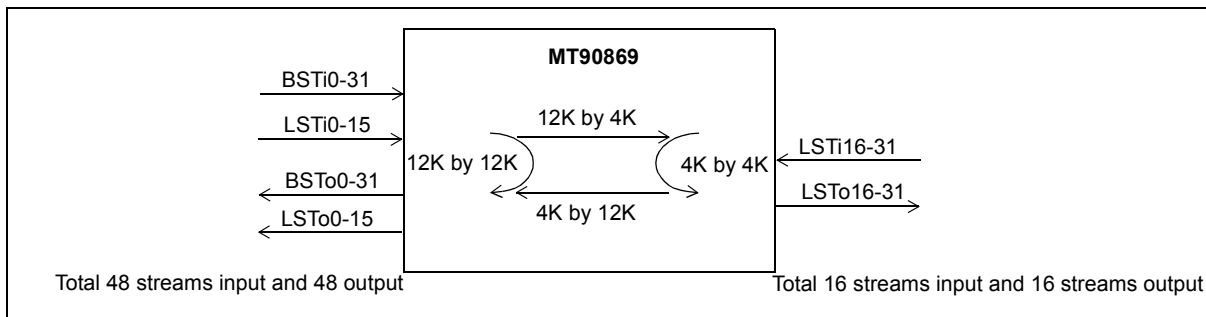 MT90869
BSTi0-31
LSTi0-15
BSTo0-31
LSTo0-15
12K by 4K
12K by 12K
4K by 4K
4K by 12K
LSTi16-31
LSTo16-31
Total 48 streams input and 48 output
Total 16 streams input and 16 streams output